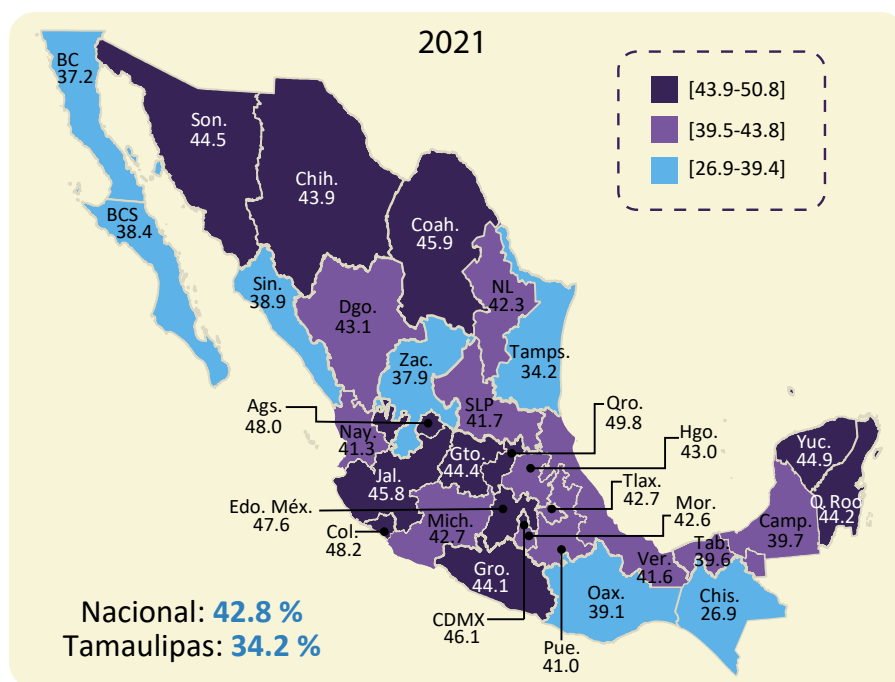 2021
[43.9-50.8]
[39.5-43.8]
[26.9-39.4]
BC
37.2
Son.
44.5
Chih.
43.9
Coah.
45.9
BCS
38.4
Sin.
38.9
Dgo.
43.1
NL
42.3
Zac.
37.9
Tamps.
34.2
Ags.
48.0
SLP
41.7
Qro.
49.8
Nay.
41.3
Gto.
44.4
Hgo.
43.0
Yuc.
44.9
Jal.
45.8
Tlax.
42.7
Q.Roo
44.2
Edo. Méx.
47.6
Mich.
42.7
Mor.
42.6
Camp.
39.7
Col.
48.2
Ver.
41.6
Tab.
39.6
Gro.
44.1
Oax.
39.1
Chis.
26.9
CDMX
46.1
Pue.
41.0
Nacional: 42.8 %
Tamaulipas: 34.2 %